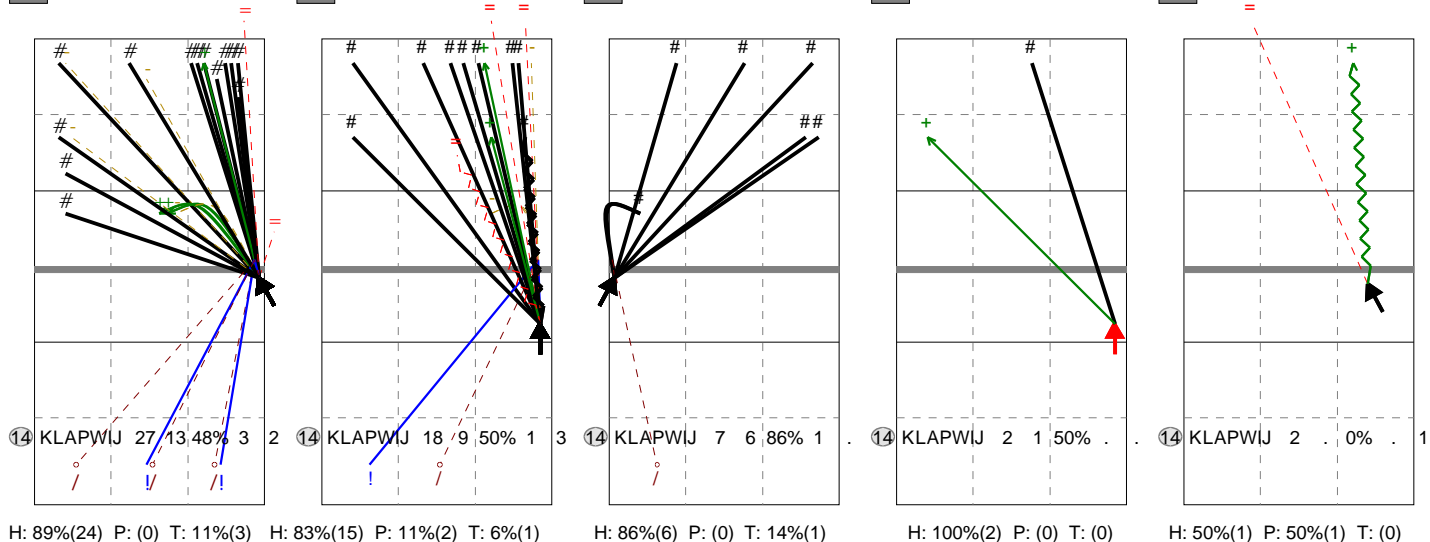 14 KLAPWIJ 27 13 48% 3 2
14 KLAPWIJ 18 9 50% 1 3
14 KLAPWIJ 7 6 86% 1 .
14 KLAPWIJ 2 1 50% . .
14 KLAPWIJ 2 . 0% . 1
H: 89%(24) P: (0) T: 11%(3)
H: 83%(15) P: 11%(2) T: 6%(1)
H: 86%(6) P: (0) T: 14%(1)
H: 100%(2) P: (0) T: (0)
H: 50%(1) P: 50%(1) T: (0)